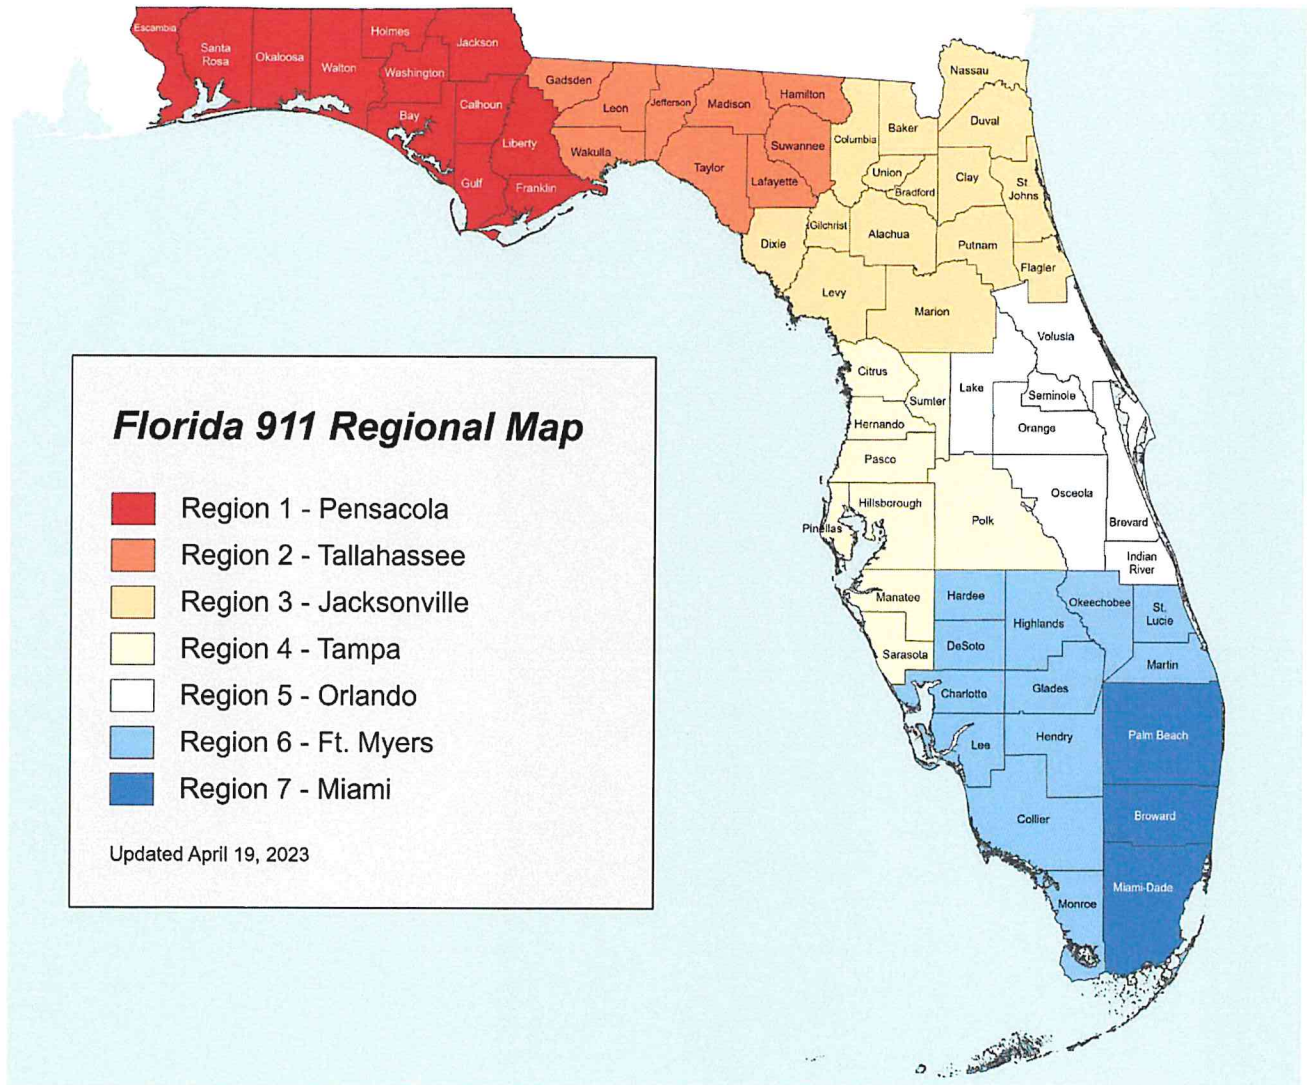 Escambia
Santa
Rosa
Okaloosa
Walton
Holmes
Washington
Jackson
Bay
Calhoun
Liberty
Gulf
Franklin
Gadsden
Leon
Jefferson
Madison
Hamilton
Wakulla
Taylor
Suwannee
Lafayette
Nassau
Columbia
Baker
Duval
Union
Bradford
Clay
St
Johns
Dixie
Gilchrist
Alachua
Putnam
Flagler
Levy
Marion
Volusia
Citrus
Sumter
Lake
Seminole
Hernando
Orange
Pasco
Hillsborough
Pinellas
Polk
Osceola
Brevard
Indian
River
Manatee
Hardee
Highlands
Okeechobee
St.
Lucie
Sarasota
DeSoto
Martin
Charlotte
Glades
Lee
Hendry
Palm Beach
Collier
Broward
Monroe
Miami-Dade
Florida 911 Regional Map
Region 1 - Pensacola
Region 2 - Tallahassee
Region 3 - Jacksonville
Region 4 - Tampa
Region 5 - Orlando
Region 6 - Ft. Myers
Region 7 - Miami
Updated April 19, 2023